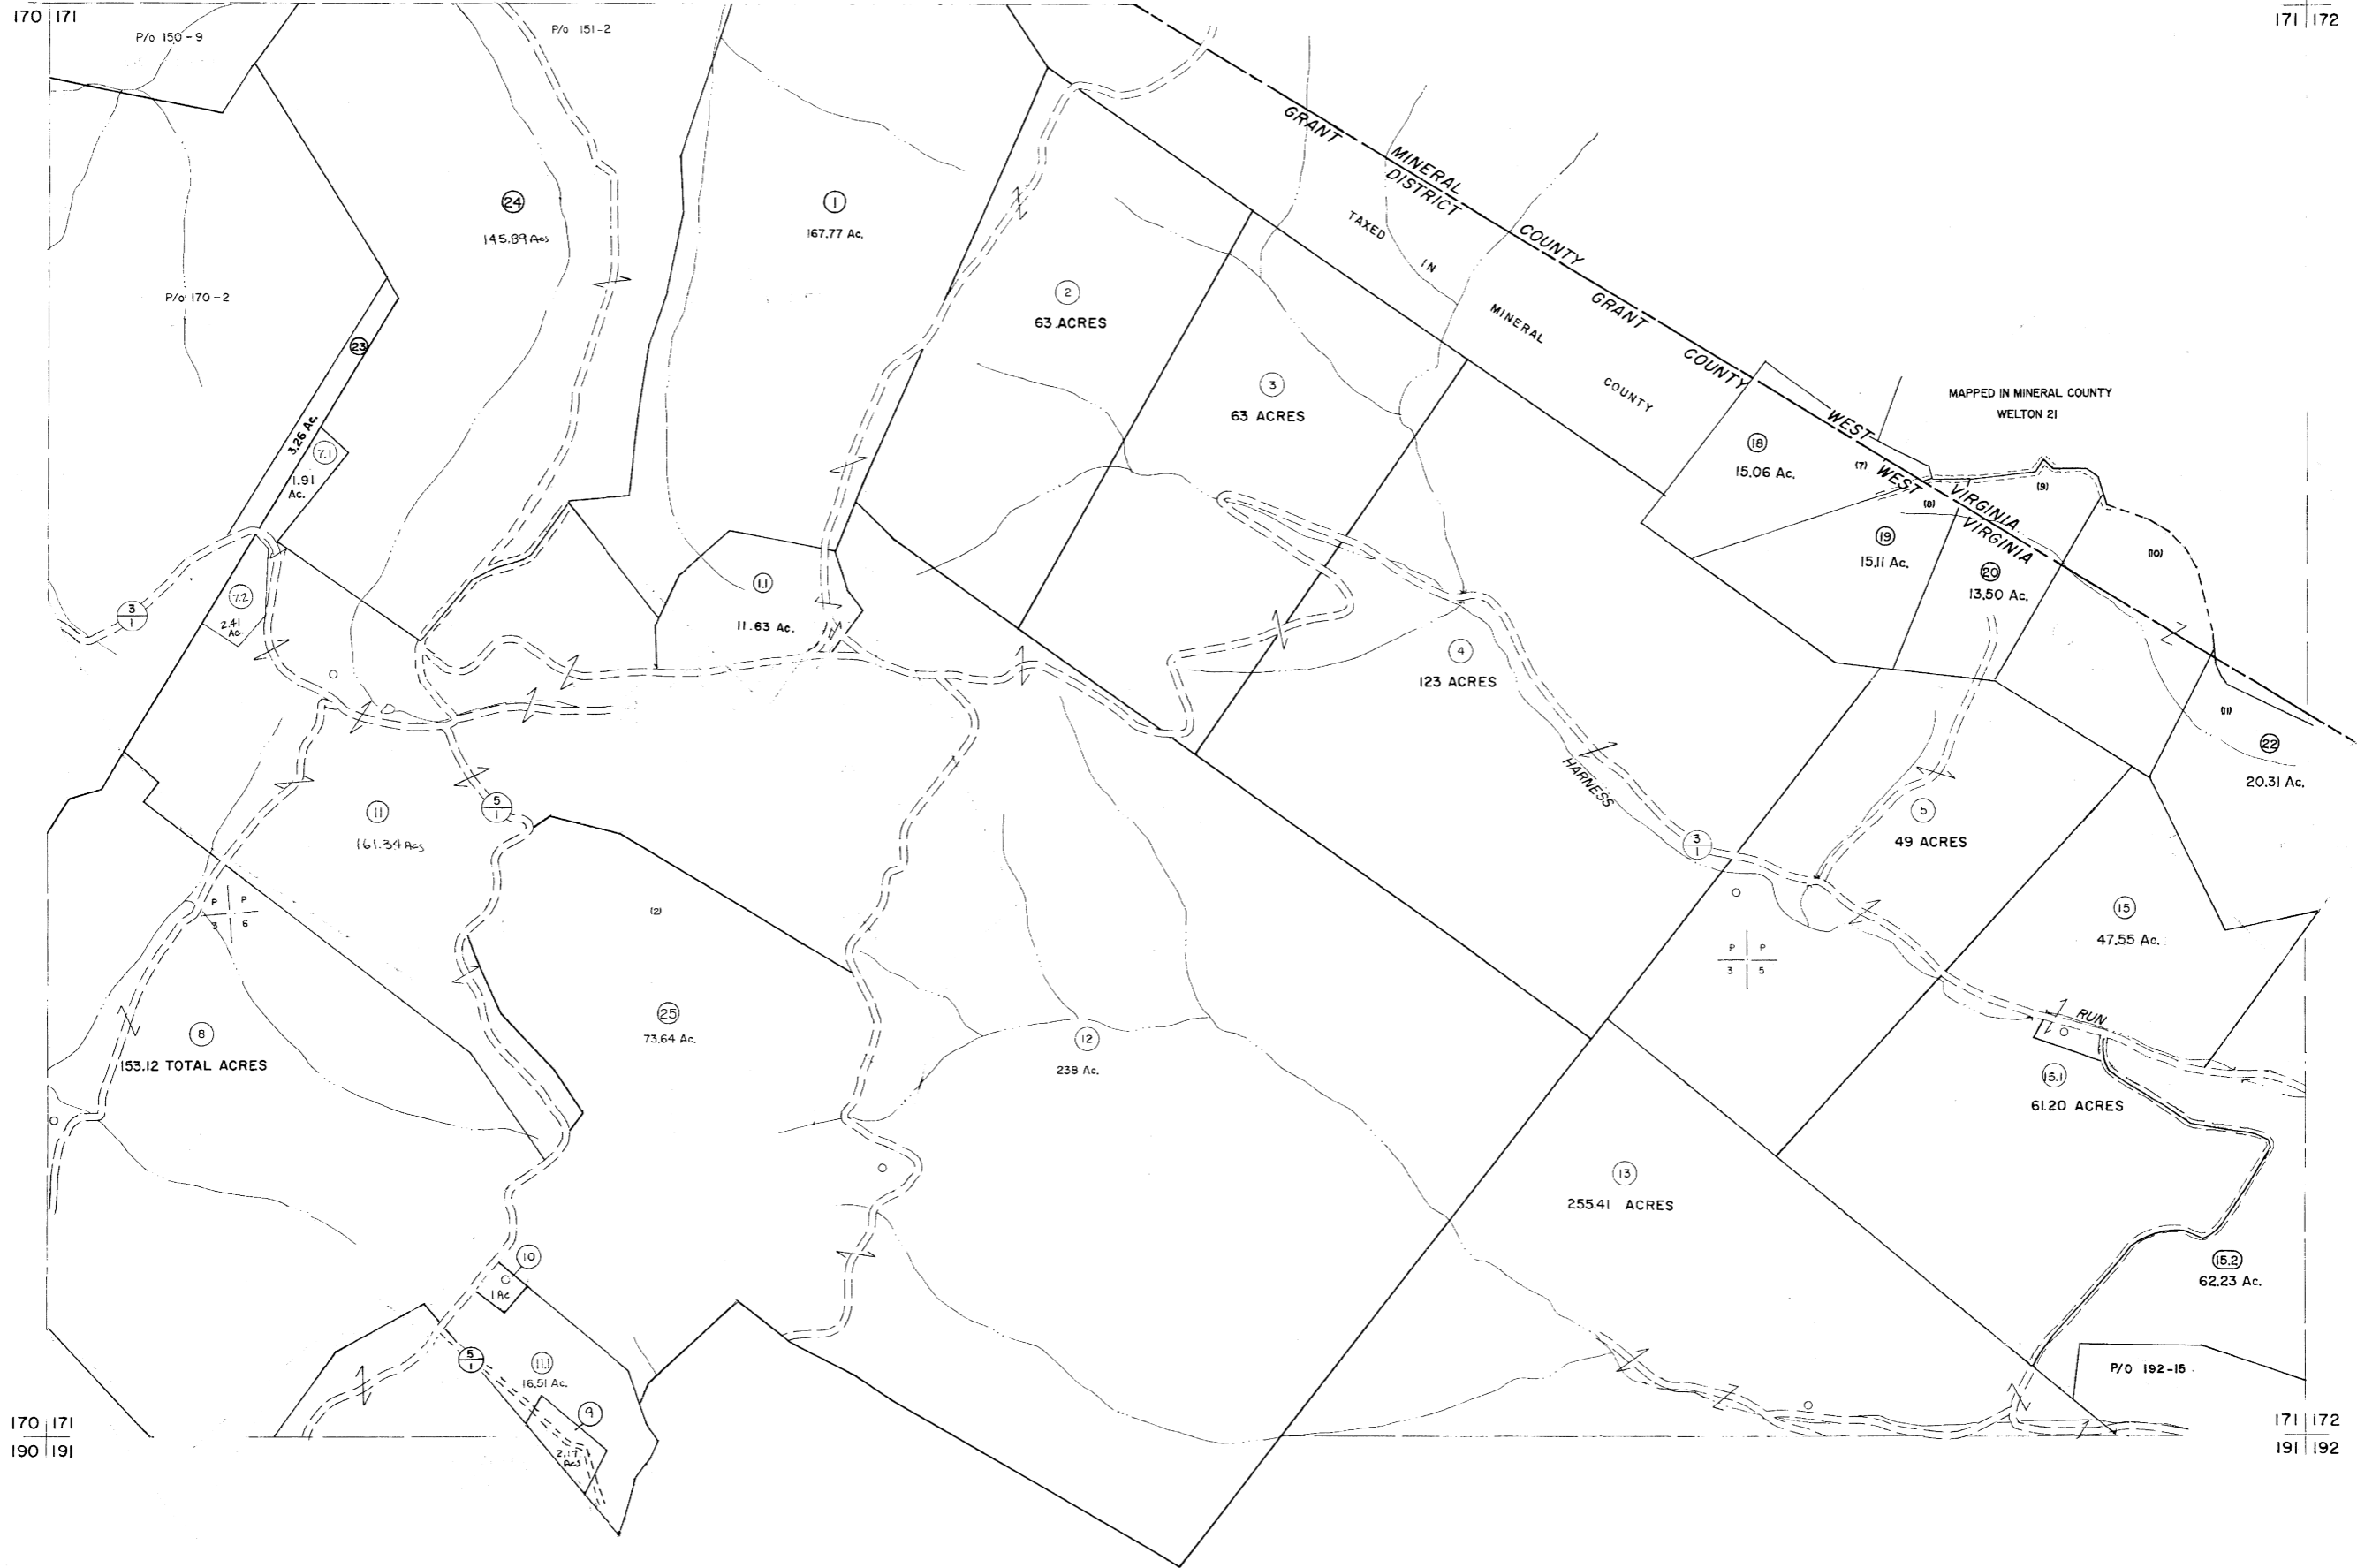 170 171
P/o 150-9
P/o 151-2
171 172
GRANT
MINERAL
DISTRICT
COUNTY
GRANT
COUNTY
WEST
WEST
VIRGINIA
VIRGINIA
TAXED
IN
MINERAL
COUNTY
MAPPED IN MINERAL COUNTY
WELTON 21
24
145.89 Acs
1
167.77 Ac.
P/o 170-2
2
63 ACRES
3
63 ACRES
23
3.26 Ac.
7.1
1.91
Ac.
18
15.06 Ac.
(7)
(8)
(9)
(10)
(11)
19
15.11 Ac.
20
13.50 Ac.
7.2
2.41
Ac.
3
1
1.1
11.63 Ac.
4
123 ACRES
22
20.31 Ac.
HARNESS
11
161.34 Acs
5
1
5
49 ACRES
3
1
P P
3 6
(2)
15
47.55 Ac.
P P
3 5
8
153.12 TOTAL ACRES
25
73.64 Ac.
12
238 Ac.
RUN
15.1
61.20 ACRES
13
255.41 ACRES
10
1 Ac
15.2
62.23 Ac.
5
1
11.1
16.51 Ac.
9
2.17
Acs
P/O 192-15
170 171
190 191
171 172
191 192